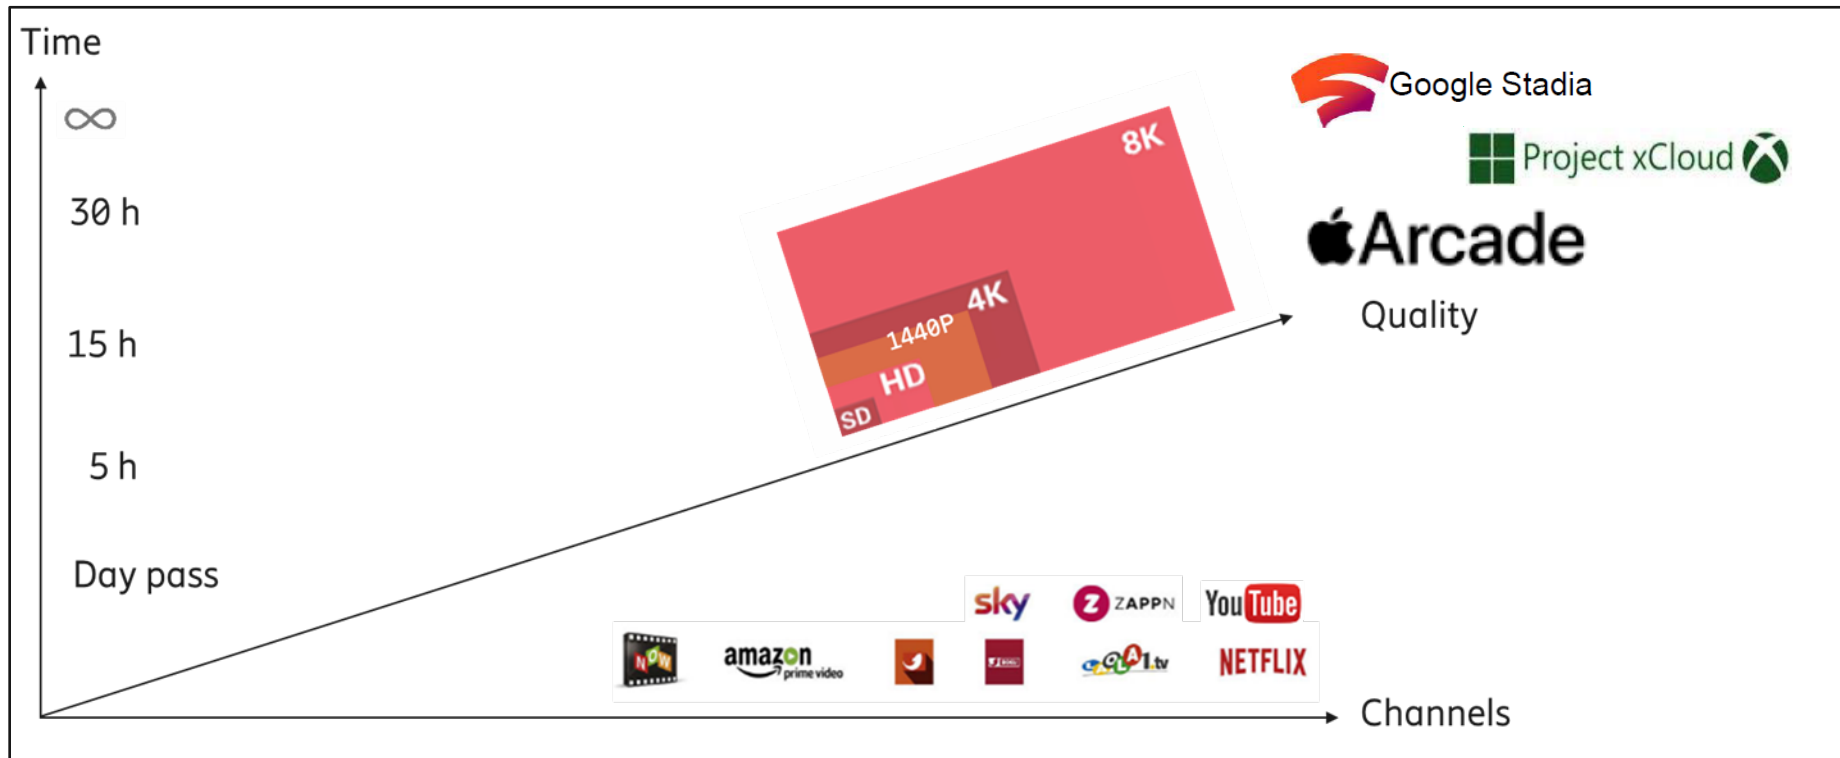 Time
∞
30 h
15 h
5 h
Day pass
8K
4K
1440P
HD
SD
Google Stadia
Project xCloud
Arcade
Quality
sky
ZAPPN
YouTube
NOW
amazon
prime video
NETFLIX
Channels